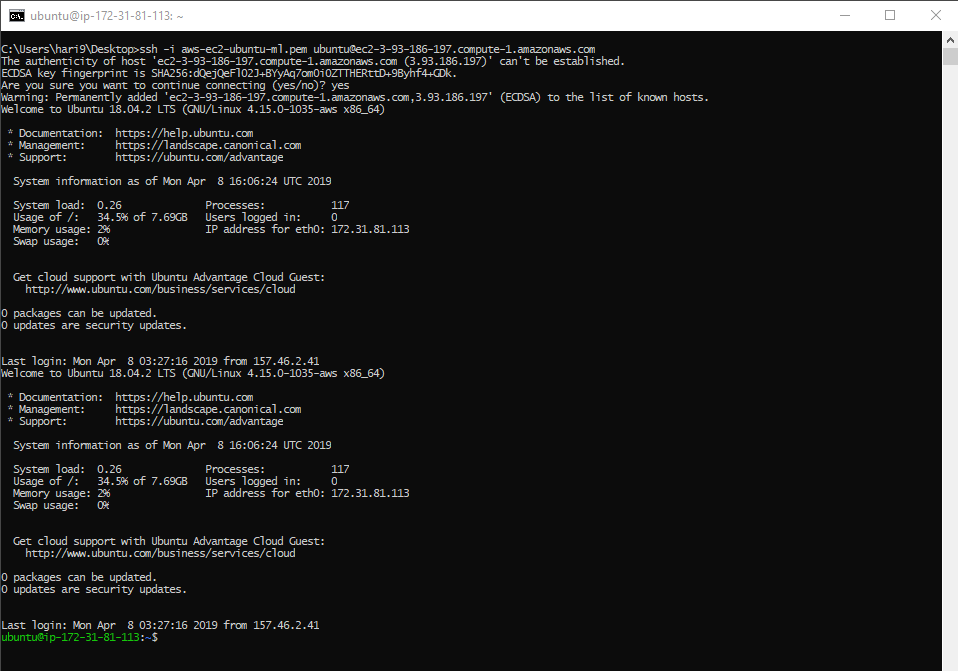 ubuntu@ip-172-31-81-113: ~
C:\Users\hari9\Desktop>ssh -i aws-ec2-ubuntu-ml.pem ubuntu@ec2-3-93-186-197.compute-1.amazonaws.com
The authenticity of host 'ec2-3-93-186-197.compute-1.amazonaws.com (3.93.186.197)' can't be established.
ECDSA key fingerprint is SHA256:dQejQeFlO2J+BYyAq7omOiOZTTHERttD+9Byhf4+GDk.
Are you sure you want to continue connecting (yes/no)? yes
Warning: Permanently added 'ec2-3-93-186-197.compute-1.amazonaws.com,3.93.186.197' (ECDSA) to the list of known hosts.
Welcome to Ubuntu 18.04.2 LTS (GNU/Linux 4.15.0-1035-aws x86_64)
* Documentation:  https://help.ubuntu.com
* Management:     https://landscape.canonical.com
* Support:        https://ubuntu.com/advantage
System information as of Mon Apr  8 16:06:24 UTC 2019
System load:  0.26              Processes:           117
Usage of /:   34.5% of 7.69GB   Users logged in:     0
Memory usage: 2%                IP address for eth0: 172.31.81.113
Swap usage:   0%
Get cloud support with Ubuntu Advantage Cloud Guest:
http://www.ubuntu.com/business/services/cloud
0 packages can be updated.
0 updates are security updates.
Last login: Mon Apr  8 03:27:16 2019 from 157.46.2.41
Welcome to Ubuntu 18.04.2 LTS (GNU/Linux 4.15.0-1035-aws x86_64)
* Documentation:  https://help.ubuntu.com
* Management:     https://landscape.canonical.com
* Support:        https://ubuntu.com/advantage
System information as of Mon Apr  8 16:06:24 UTC 2019
System load:  0.26              Processes:           117
Usage of /:   34.5% of 7.69GB   Users logged in:     0
Memory usage: 2%                IP address for eth0: 172.31.81.113
Swap usage:   0%
Get cloud support with Ubuntu Advantage Cloud Guest:
http://www.ubuntu.com/business/services/cloud
0 packages can be updated.
0 updates are security updates.
Last login: Mon Apr  8 03:27:16 2019 from 157.46.2.41
ubuntu@ip-172-31-81-113:~$